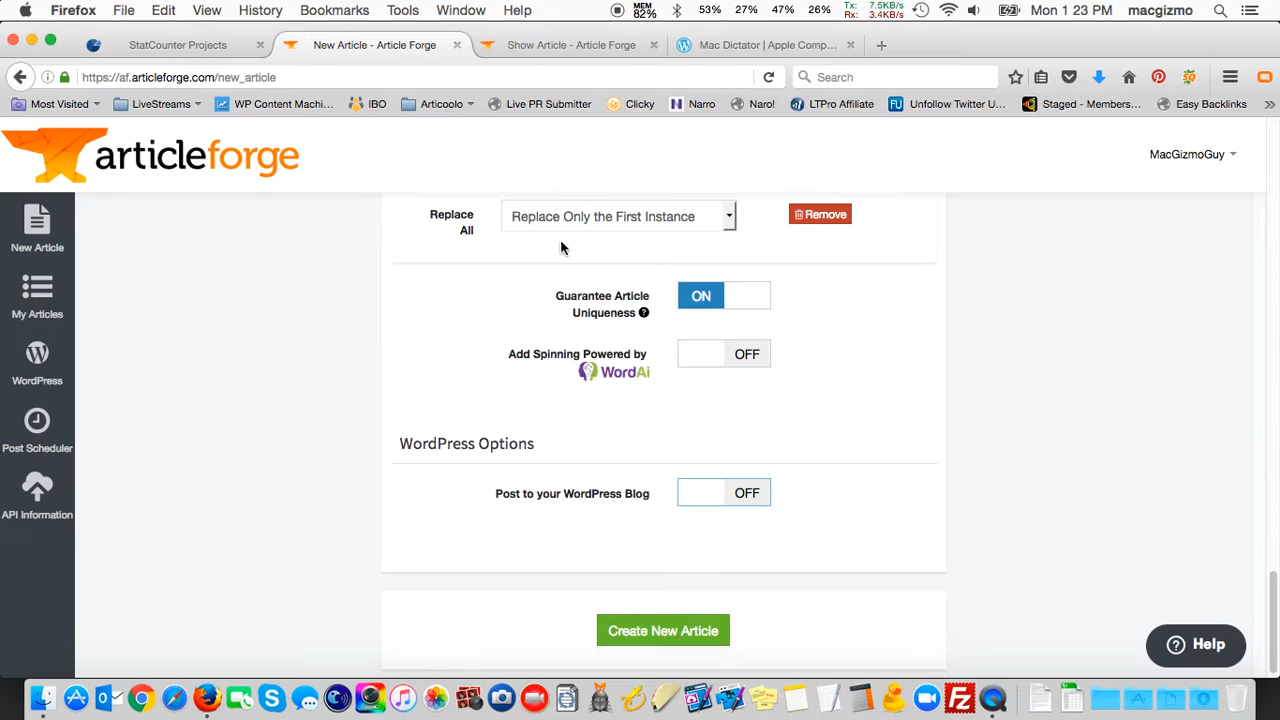 Firefox File Edit View History Bookmarks Tools Window Help MEM 82% 53% 27% 47% 26% Tx: 7.5KB/s Rx: 3.4KB/s Mon 1 23 PM macgizmo
StatCounter Projects × New Article - Article Forge × Show Article - Article Forge × Mac Dictator | Apple Comp... × +
https://af.articleforge.com/new_article Search
Most Visited LiveStreams WP Content Machi... IBO Articoolo Live PR Submitter Clicky Narro Noto! LTPro Affiliate Unfollow Twitter U... Staged - Members... Easy Backlinks »
articleforge MacGizmoGuy
Replace All Replace Only the First Instance Remove
New Article
Guarantee Article Uniqueness ? ON
My Articles
Add Spinning Powered by WordAi OFF
WordPress
WordPress Options
Post Scheduler
Post to your WordPress Blog OFF
API Information
Create New Article
? Help